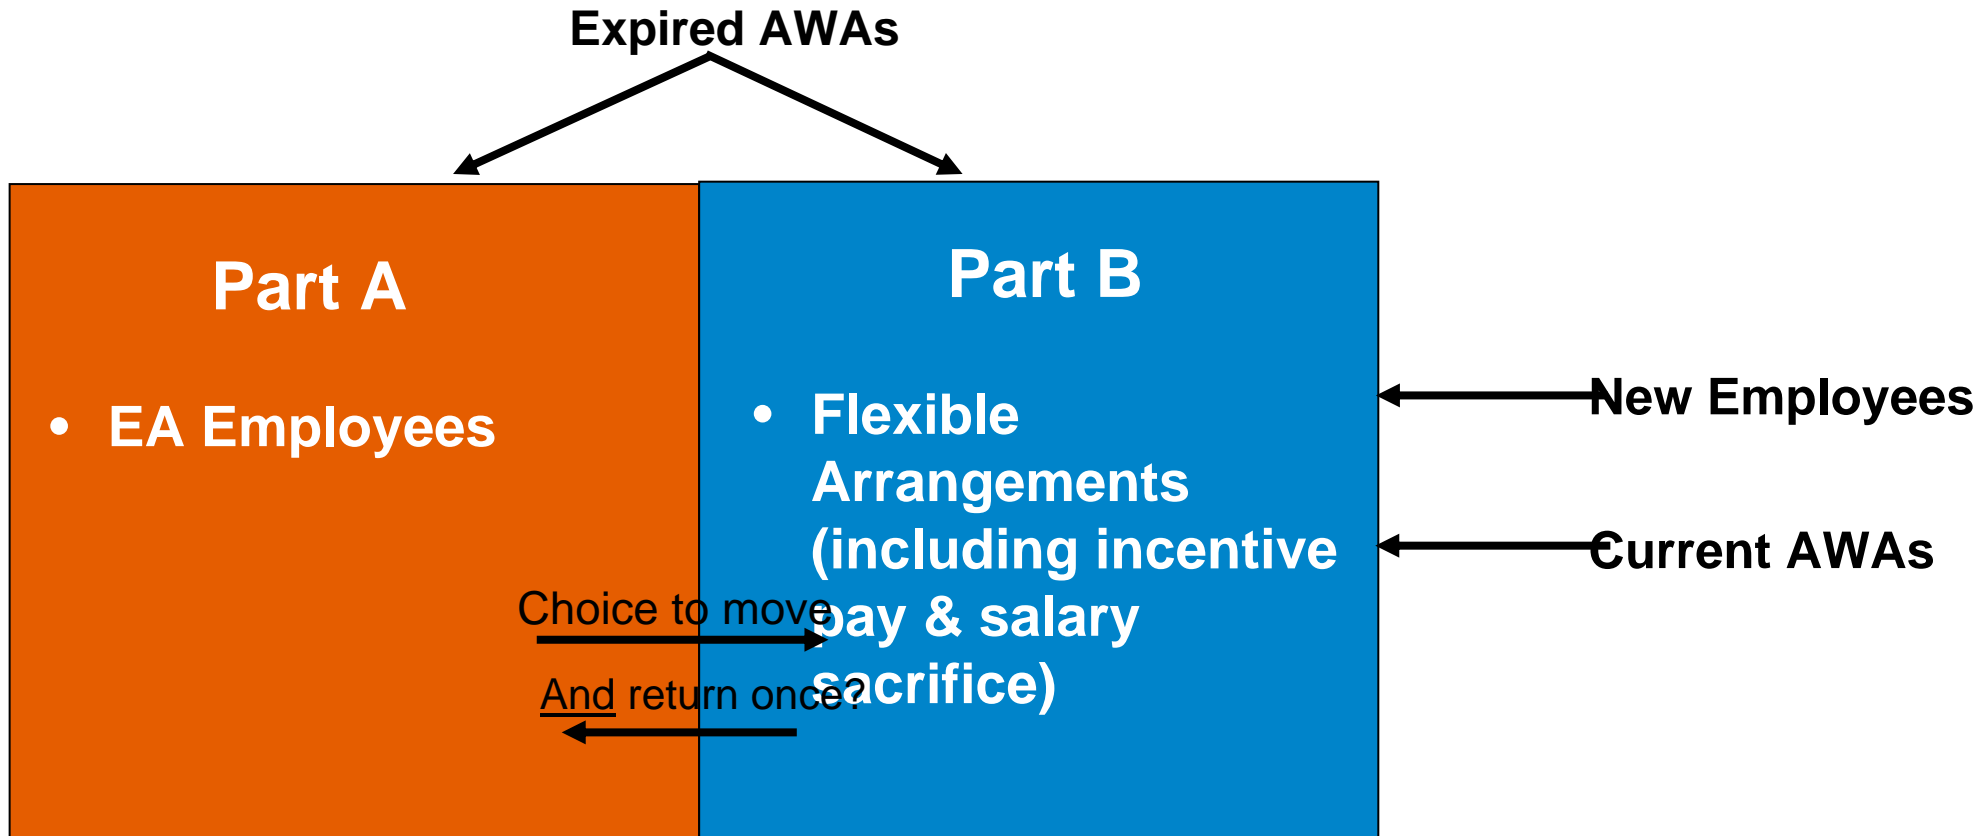 Expired AWAs
Part A
• EA Employees
Part B
• Flexible
Arrangements
(including incentive
pay & salary
sacrifice)
Choice to move
And return once?
New Employees
Current AWAs